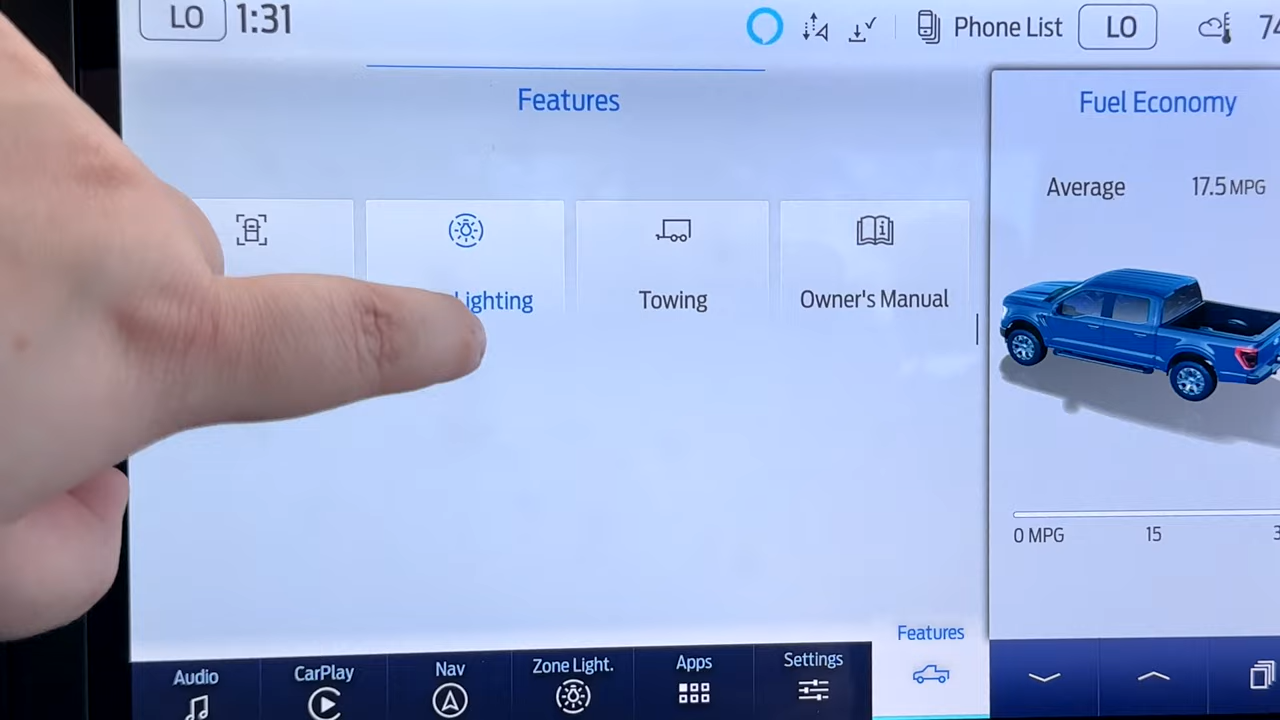 LO 1:31 Phone List LO
Features
Fuel Economy
Average 17.5 MPG
Lighting
Towing
Owner's Manual
0 MPG 15
Features
Audio
CarPlay
Nav
Zone Light.
Apps
Settings